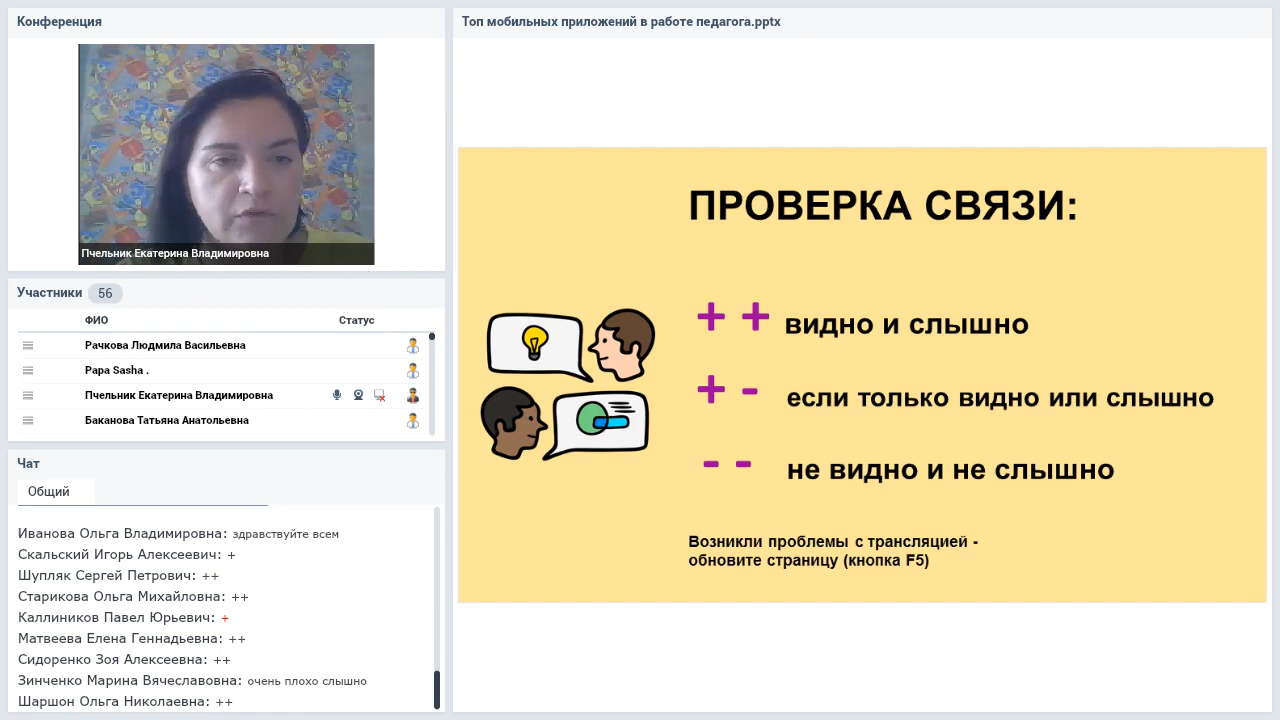 Конференция
Пчельник Екатерина Владимировна
Участники 56
ФИО Статус
Рачкова Людмила Васильевна
Papa Sasha .
Пчельник Екатерина Владимировна
Баканова Татьяна Анатольевна
Чат
Общий
Иванова Ольга Владимировна: здравствуйте всем
Скальский Игорь Алексеевич: +
Шупляк Сергей Петрович: ++
Старикова Ольга Михайловна: ++
Каллиников Павел Юрьевич: +
Матвеева Елена Геннадьевна: ++
Сидоренко Зоя Алексеевна: ++
Зинченко Марина Вячеславовна: очень плохо слышно
Шаршон Ольга Николаевна: ++
Топ мобильных приложений в работе педагога.pptx
ПРОВЕРКА СВЯЗИ:
+ + видно и слышно
+ - если только видно или слышно
- - не видно и не слышно
Возникли проблемы с трансляцией -
обновите страницу (кнопка F5)